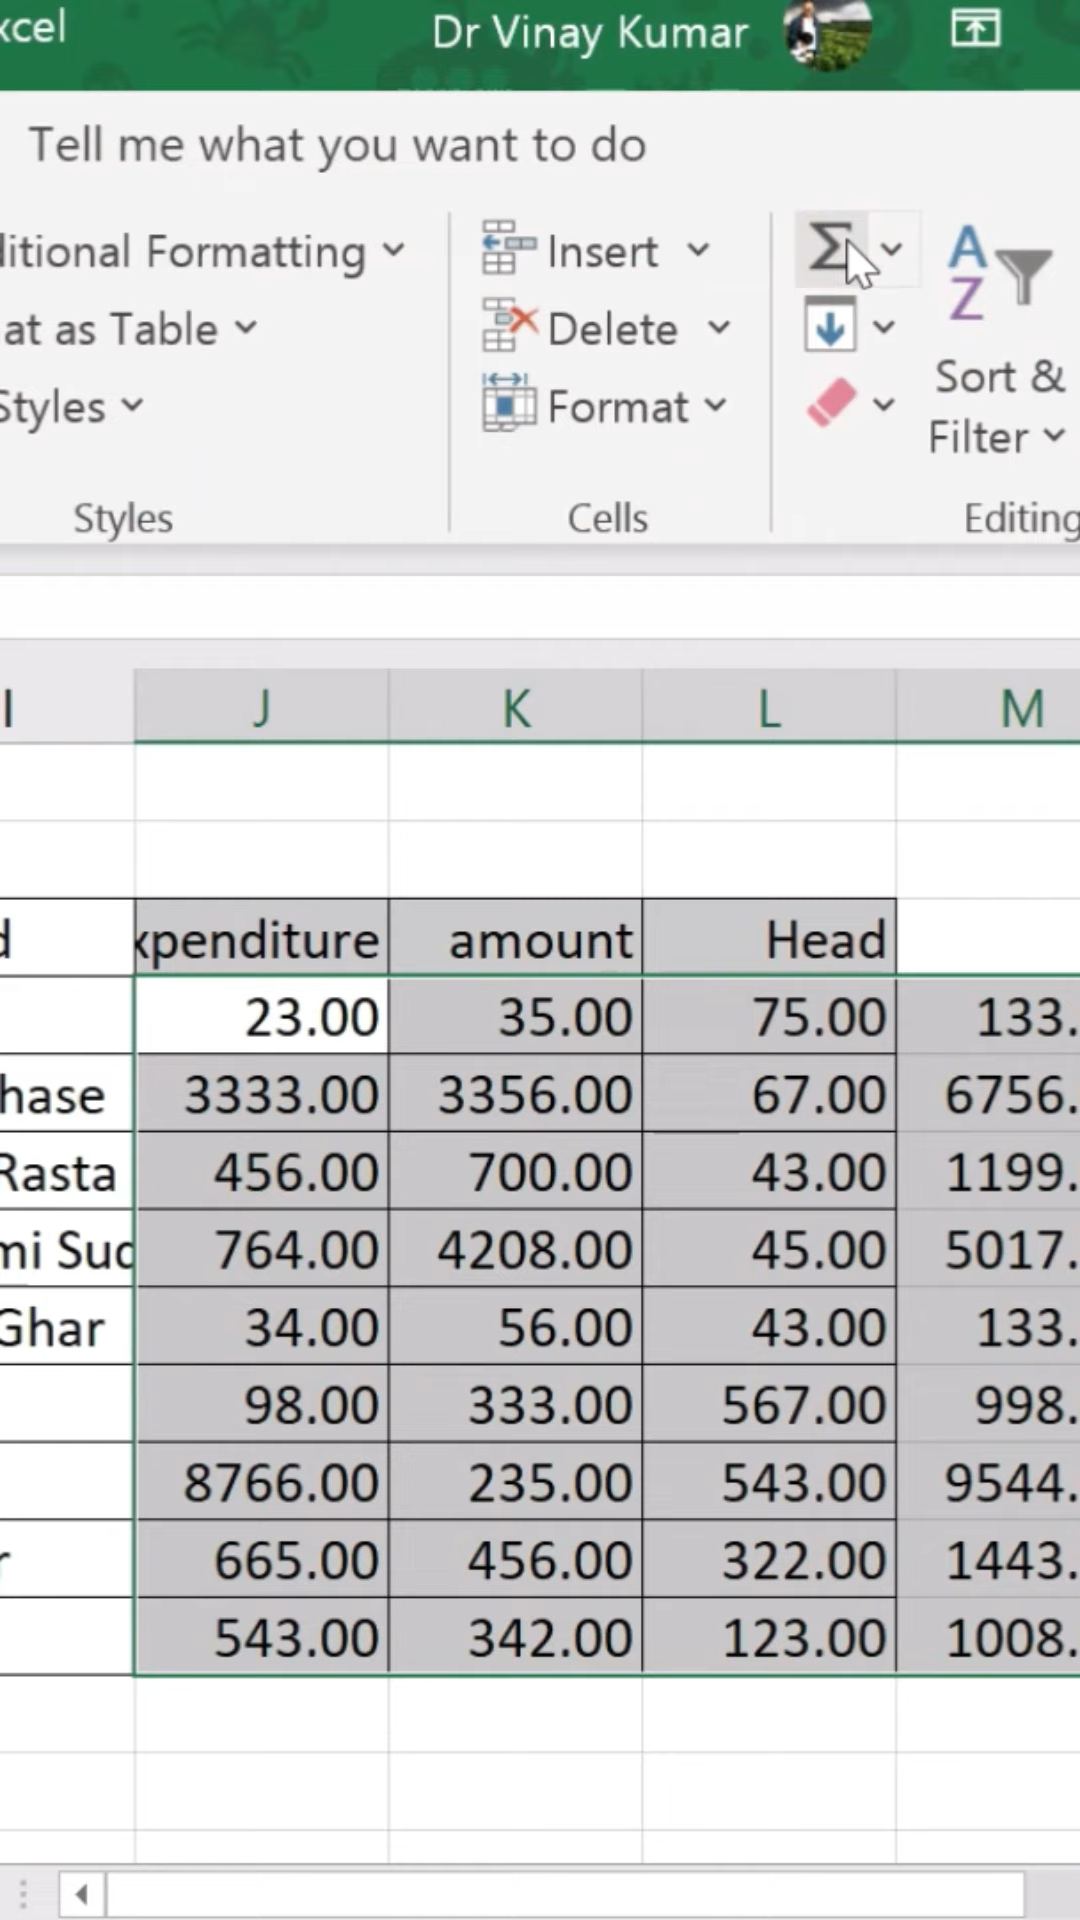 xcel Dr Vinay Kumar
Tell me what you want to do
ditional Formatting Insert Σ A Z
at as Table Delete
Styles Format Sort & Filter
Styles Cells Editing
I J K L M
d xpenditure amount Head
23.00 35.00 75.00 133.
hase 3333.00 3356.00 67.00 6756.
Rasta 456.00 700.00 43.00 1199.
mi Sud 764.00 4208.00 45.00 5017.
Ghar 34.00 56.00 43.00 133.
98.00 333.00 567.00 998.
8766.00 235.00 543.00 9544.
r 665.00 456.00 322.00 1443.
543.00 342.00 123.00 1008.